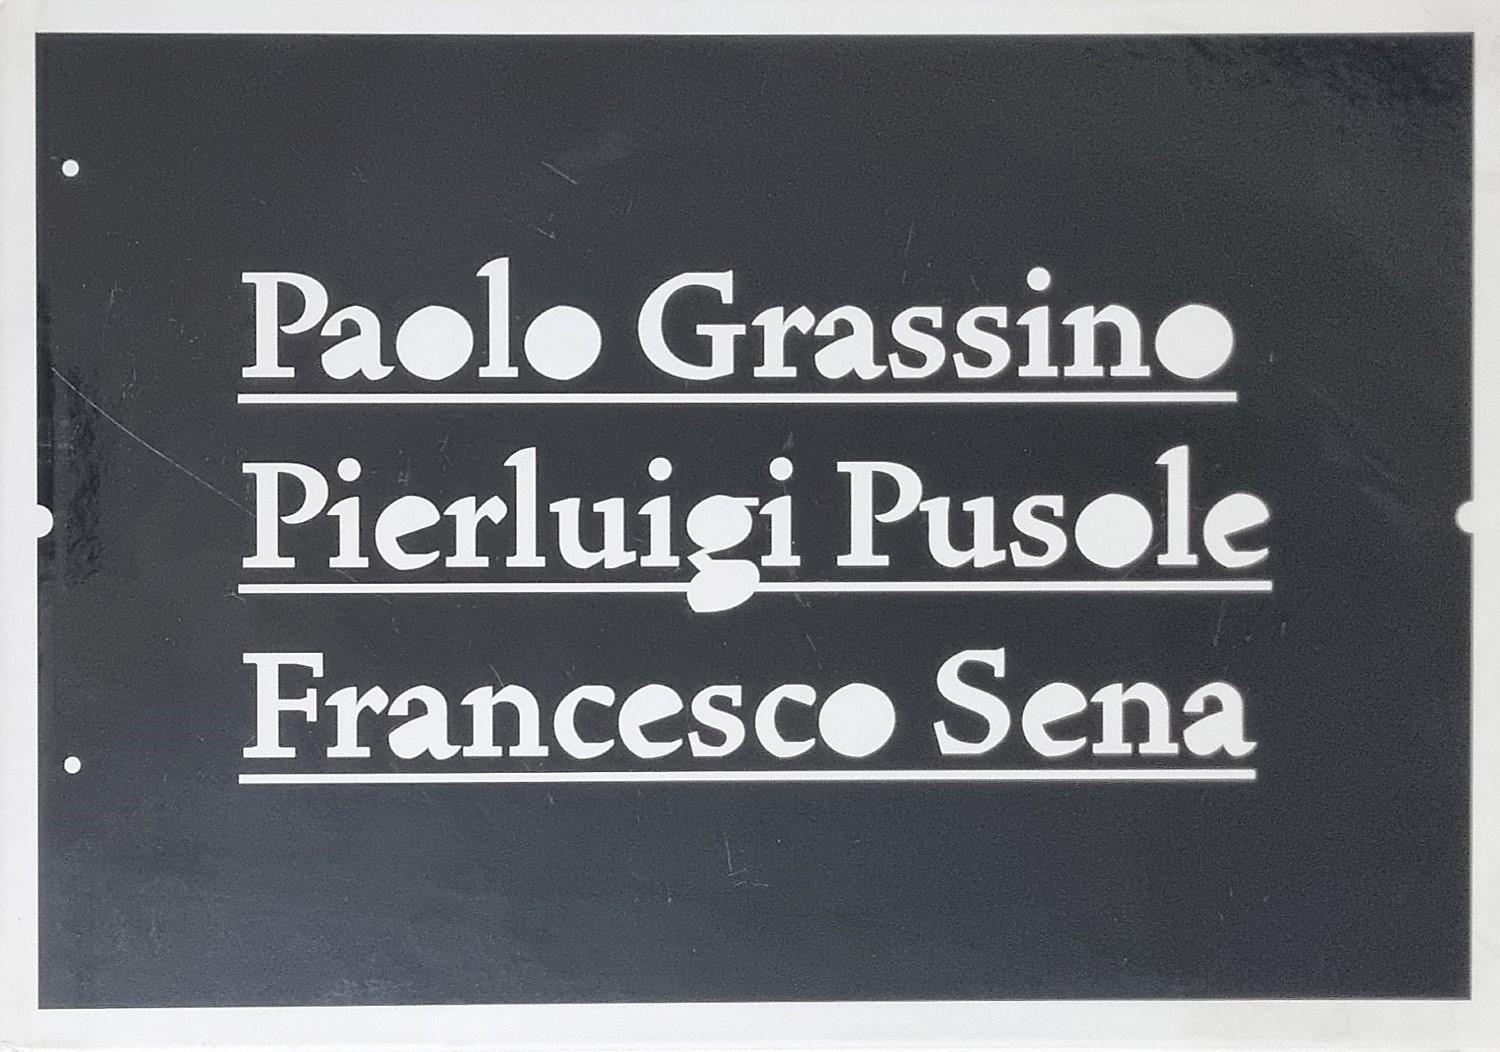 Paolo Grassino
Pierluigi Pusole
Francesco Sena